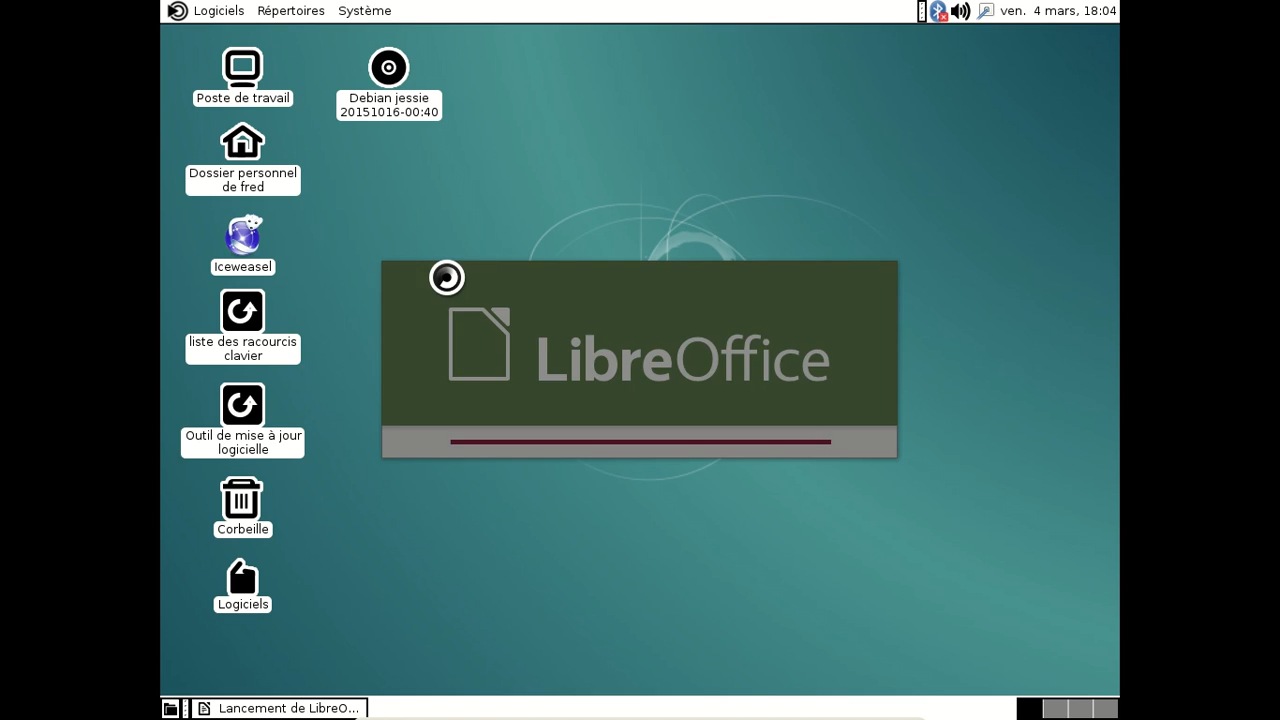 Logiciels Répertoires Système ven. 4 mars, 18:04
Poste de travail
Debian jessie
20151016-00:40
Dossier personnel
de fred
Iceweasel
liste des racourcis
clavier
Outil de mise à jour
logicielle
Corbeille
Logiciels
LibreOffice
Lancement de LibreO...